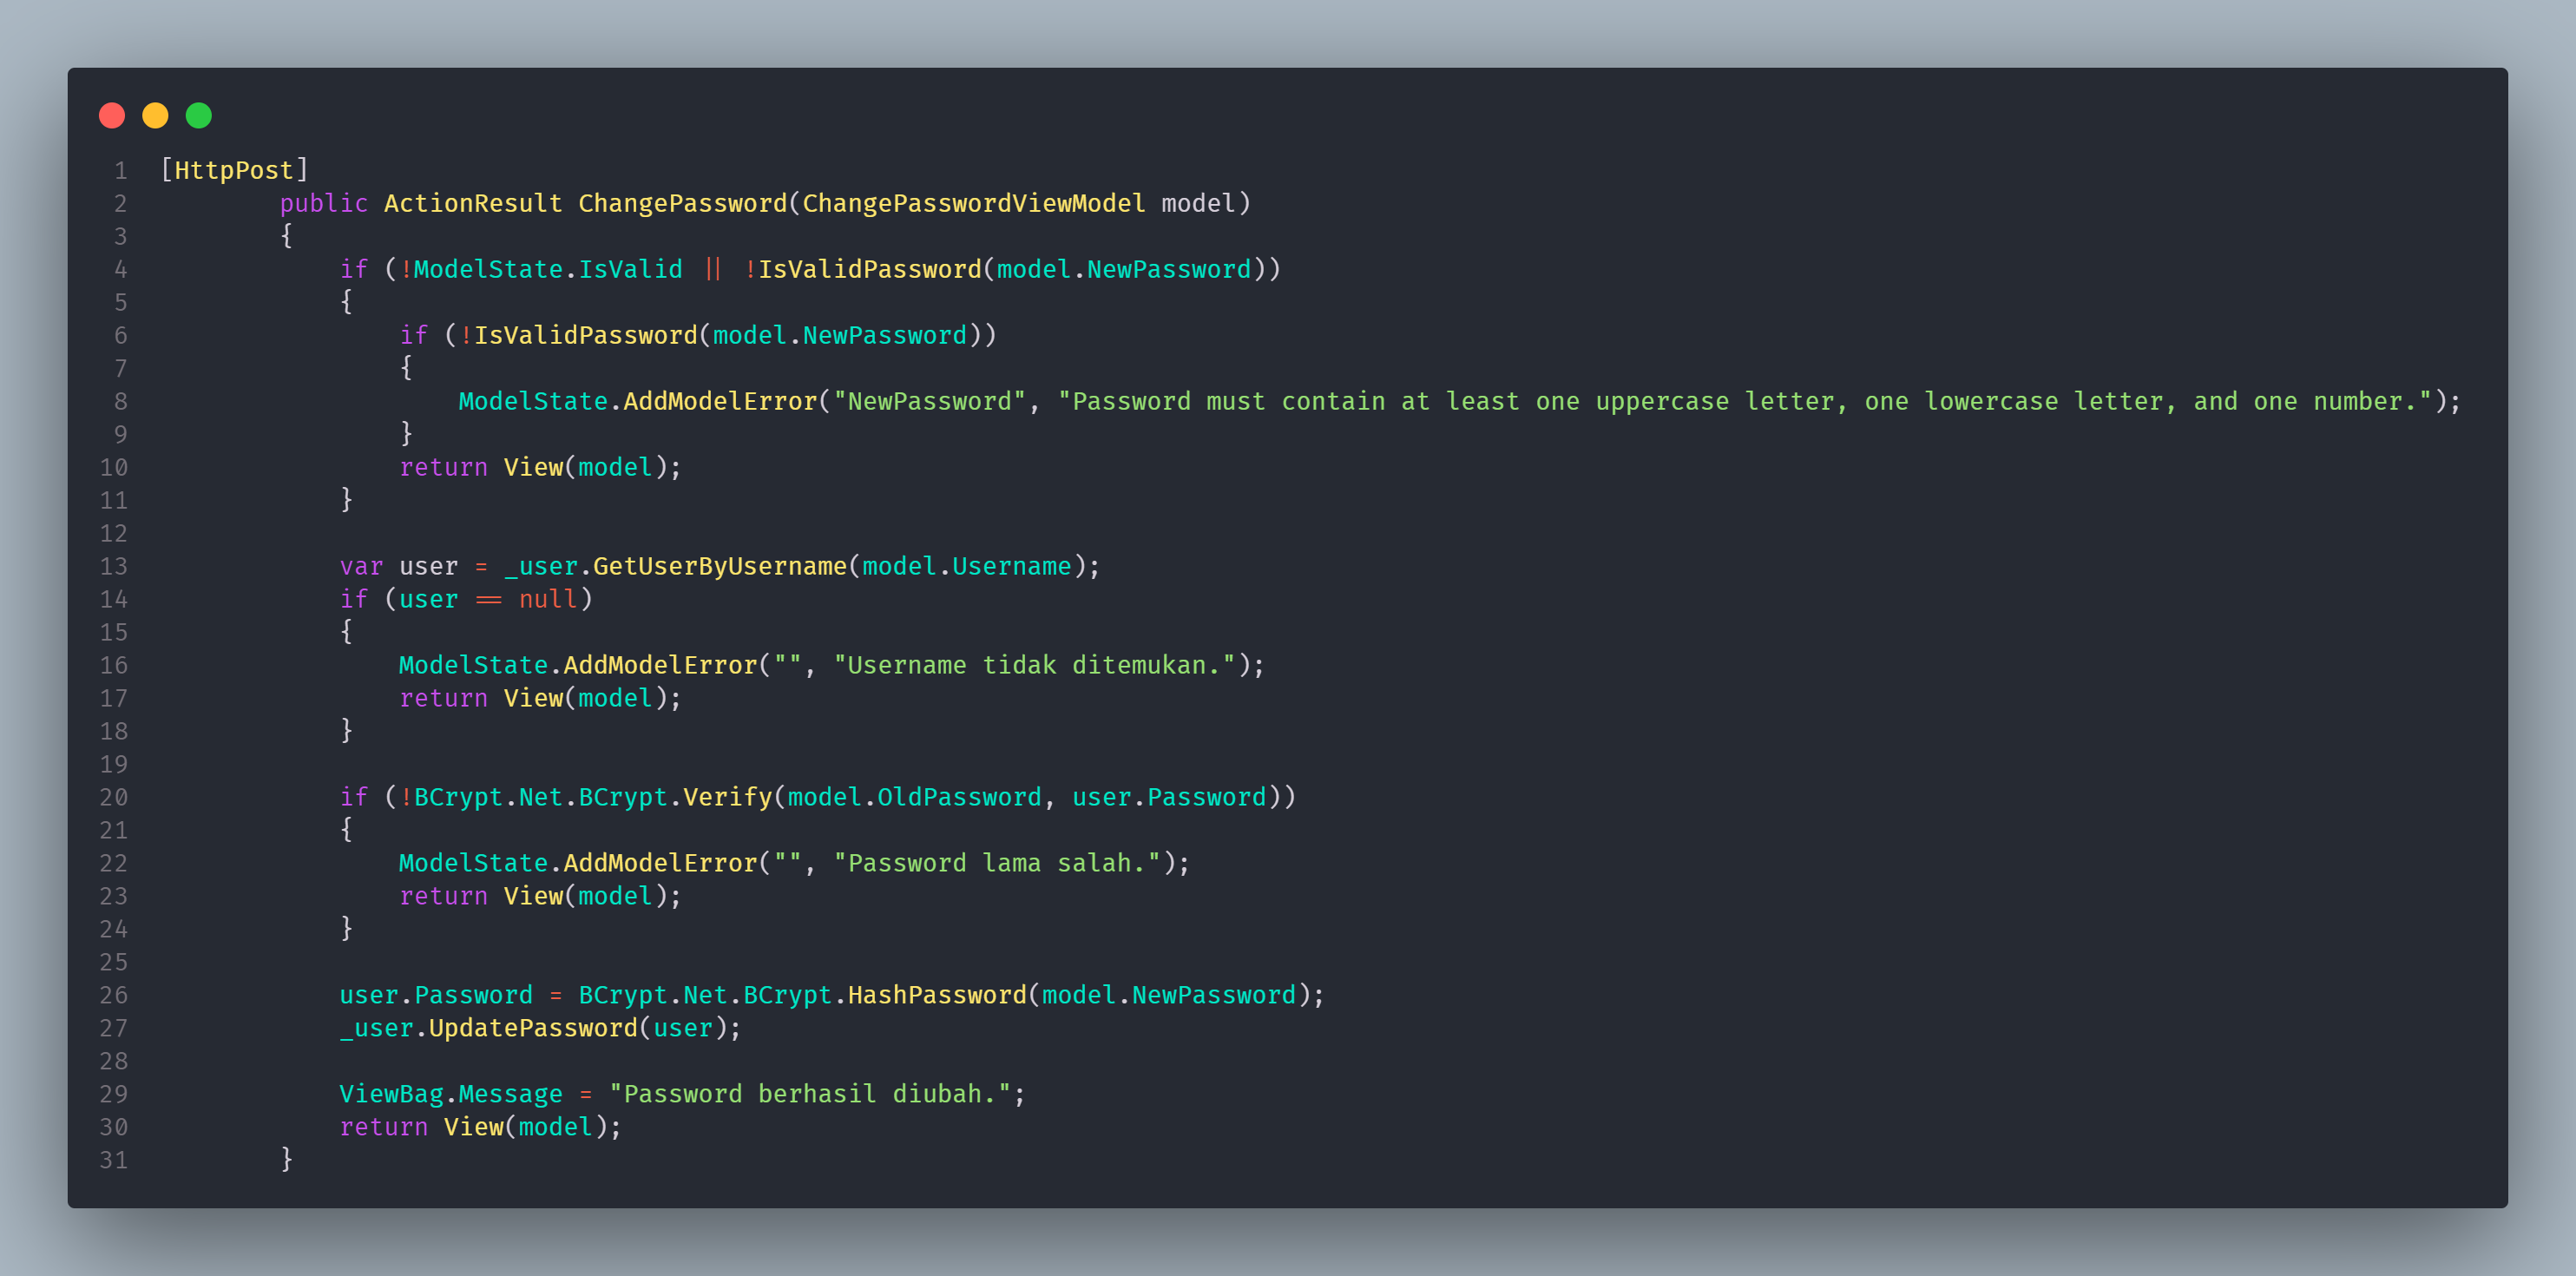 1 [HttpPost]
2         public ActionResult ChangePassword(ChangePasswordViewModel model)
3         {
4             if (!ModelState.IsValid || !IsValidPassword(model.NewPassword))
5             {
6                 if (!IsValidPassword(model.NewPassword))
7                 {
8                     ModelState.AddModelError("NewPassword", "Password must contain at least one uppercase letter, one lowercase letter, and one number.");
9                 }
10                 return View(model);
11             }
12
13             var user = _user.GetUserByUsername(model.Username);
14             if (user == null)
15             {
16                 ModelState.AddModelError("", "Username tidak ditemukan.");
17                 return View(model);
18             }
19
20             if (!BCrypt.Net.BCrypt.Verify(model.OldPassword, user.Password))
21             {
22                 ModelState.AddModelError("", "Password lama salah.");
23                 return View(model);
24             }
25
26             user.Password = BCrypt.Net.BCrypt.HashPassword(model.NewPassword);
27             _user.UpdatePassword(user);
28
29             ViewBag.Message = "Password berhasil diubah.";
30             return View(model);
31         }